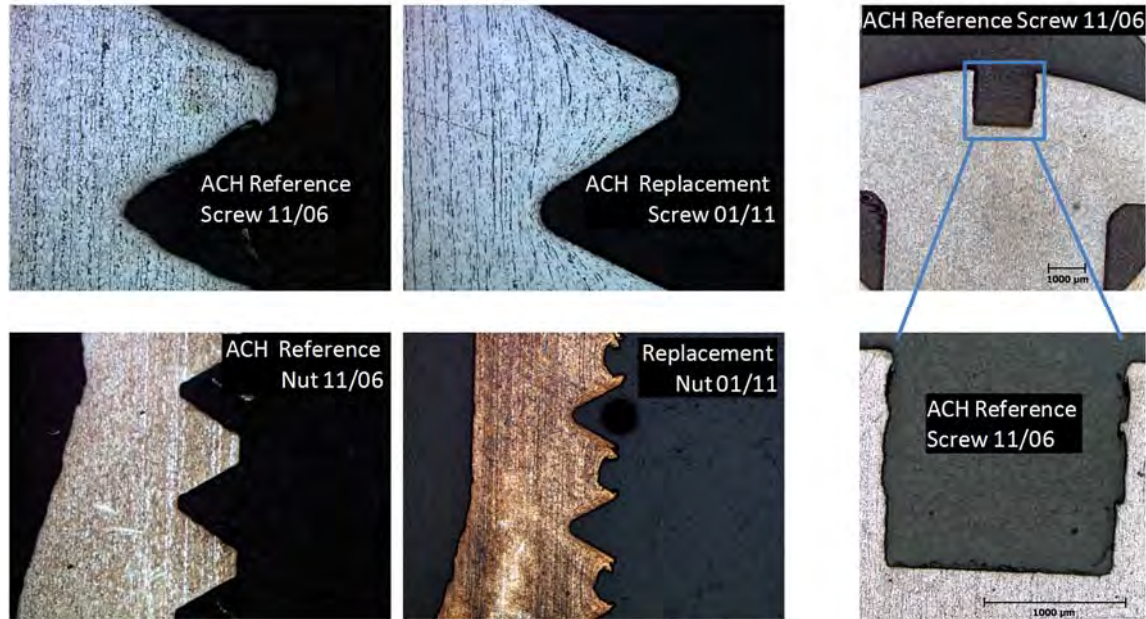 ACH Reference
Screw 11/06
ACH Replacement
Screw 01/11
ACH Reference Screw 11/06
1000 µm
ACH Reference
Nut 11/06
Replacement
Nut 01/11
ACH Reference
Screw 11/06
1000 µm